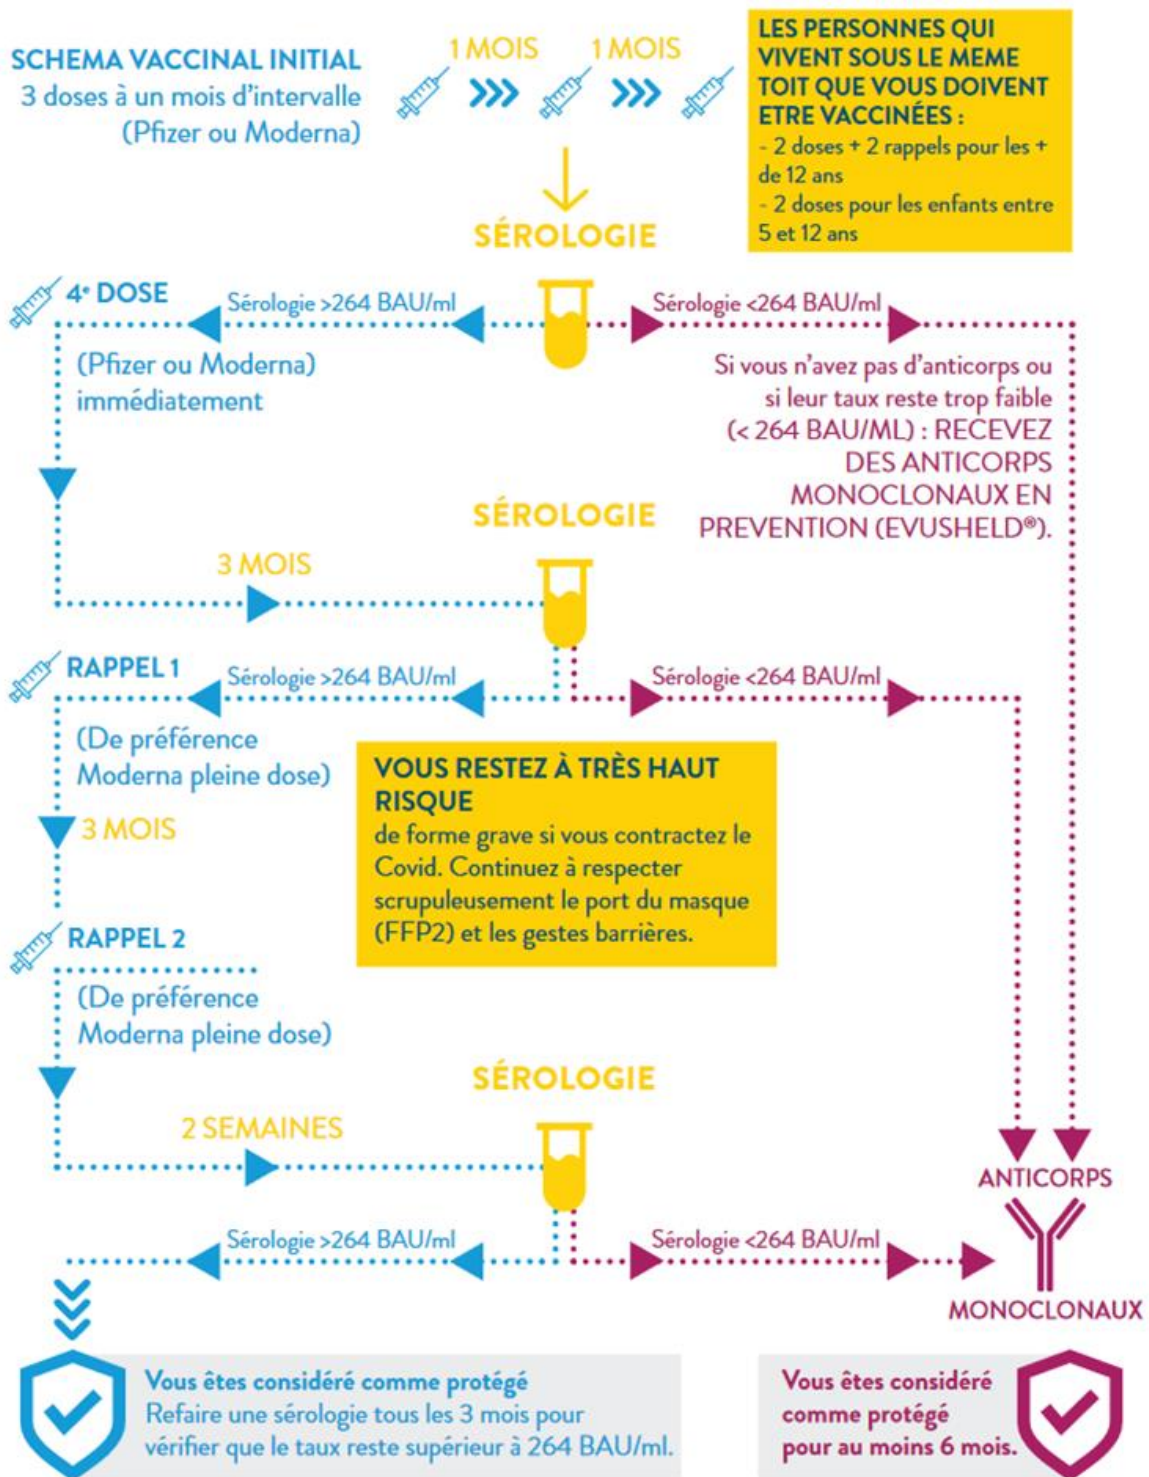 SCHEMA VACCINAL INITIAL
3 doses à un mois d'intervalle
(Pfizer ou Moderna)
1 MOIS
1 MOIS
LES PERSONNES QUI
VIVENT SOUS LE MEME
TOIT QUE VOUS DOIVENT
ETRE VACCINÉES :
- 2 doses + 2 rappels pour les +
de 12 ans
- 2 doses pour les enfants entre
5 et 12 ans
SÉROLOGIE
4e DOSE
Sérologie >264 BAU/ml
Sérologie <264 BAU/ml
(Pfizer ou Moderna)
immédiatement
Si vous n'avez pas d'anticorps ou
si leur taux reste trop faible
(< 264 BAU/ML) : RECEVEZ
DES ANTICORPS
MONOCLONAUX EN
PREVENTION (EVUSHELD®).
SÉROLOGIE
3 MOIS
RAPPEL 1
Sérologie >264 BAU/ml
Sérologie <264 BAU/ml
(De préférence
Moderna pleine dose)
3 MOIS
VOUS RESTEZ À TRÈS HAUT
RISQUE
de forme grave si vous contractez le
Covid. Continuez à respecter
scrupuleusement le port du masque
(FFP2) et les gestes barrières.
RAPPEL 2
(De préférence
Moderna pleine dose)
SÉROLOGIE
2 SEMAINES
ANTICORPS
Sérologie >264 BAU/ml
Sérologie <264 BAU/ml
MONOCLONAUX
Vous êtes considéré comme protégé
Refaire une sérologie tous les 3 mois pour
vérifier que le taux reste supérieur à 264 BAU/ml.
Vous êtes considéré
comme protégé
pour au moins 6 mois.